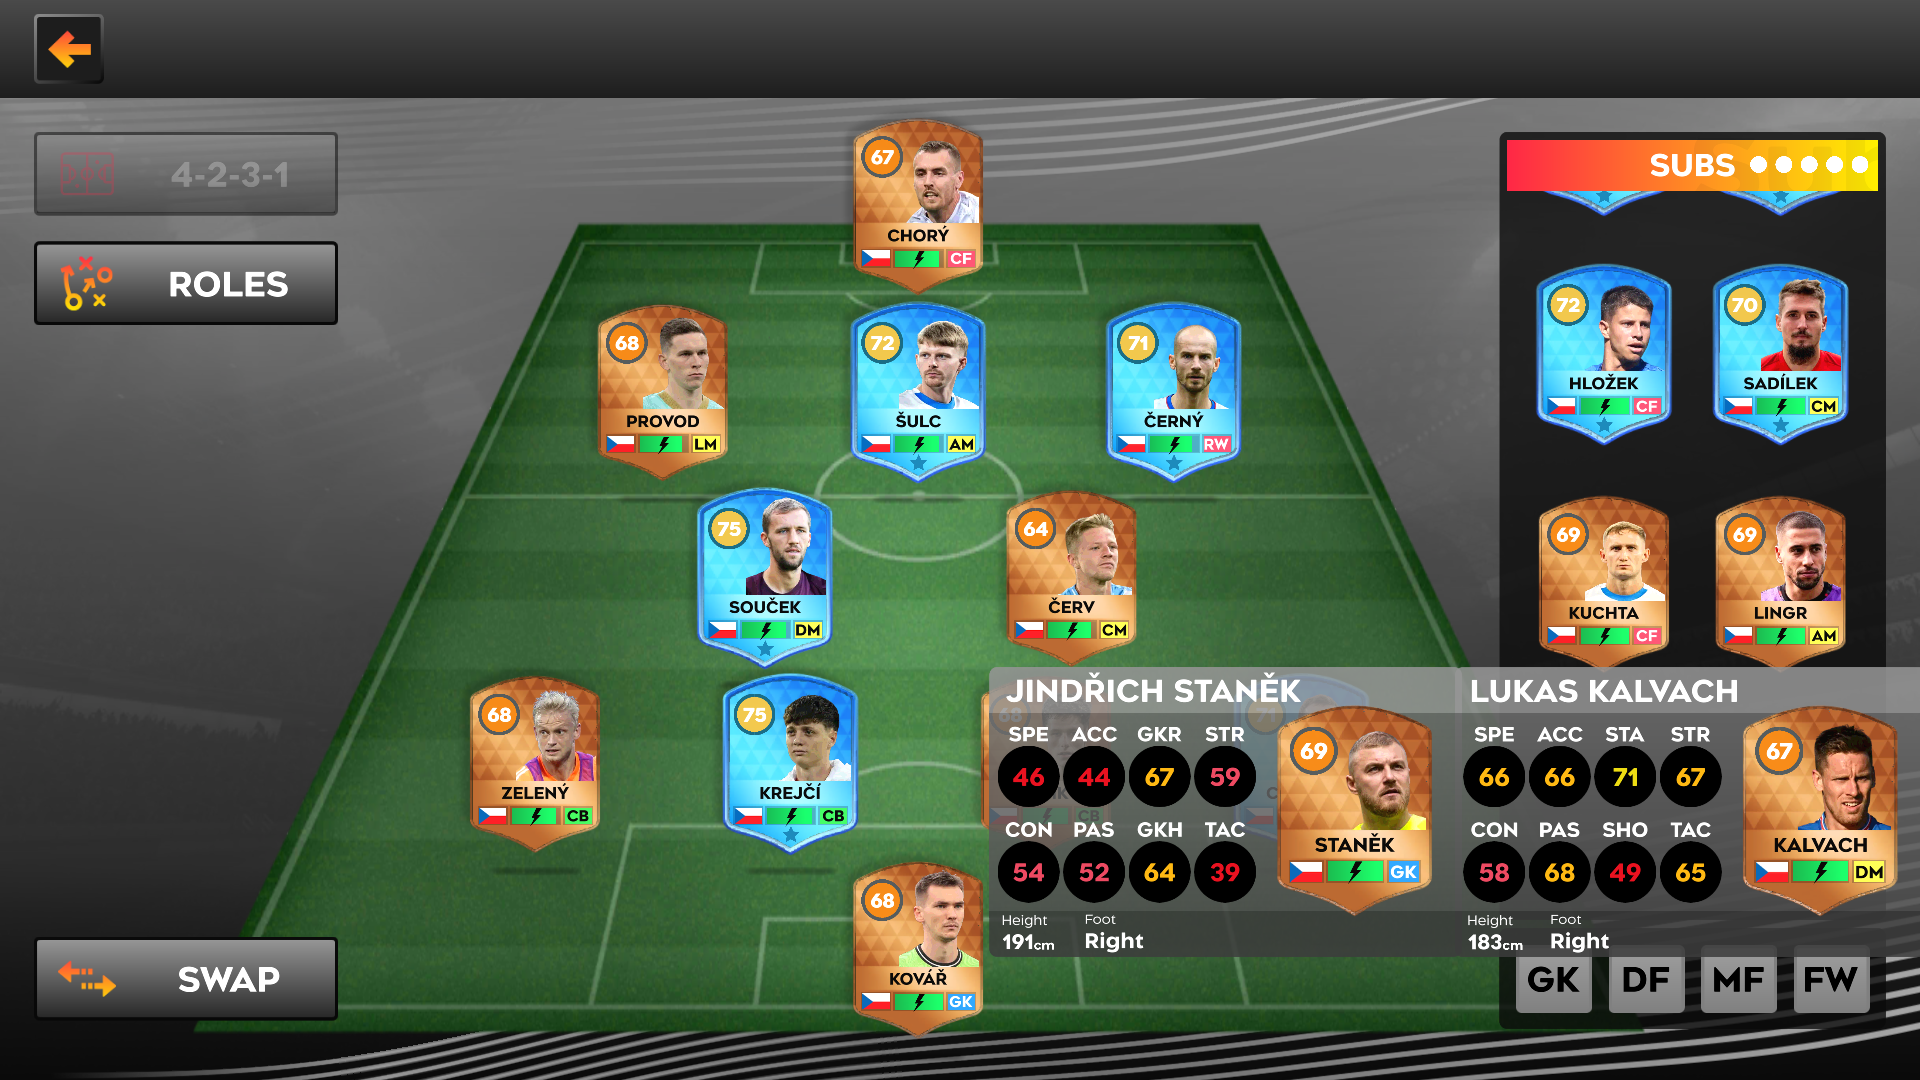 4-2-3-1
ROLES
SWAP
67
CHORÝ
CF
68
PROVOD
LM
72
ŠULC
AM
71
ČERNÝ
RW
75
SOUČEK
DM
64
ČERV
CM
68
ZELENÝ
CB
75
KREJČÍ
CB
68
CB
71
68
KOVÁŘ
GK
SUBS
72
HLOŽEK
CF
70
SADÍLEK
CM
69
KUCHTA
CF
69
LINGR
AM
JINDŘICH STANĚK
SPE ACC GKR STR
46 44 67 59
CON PAS GKH TAC
54 52 64 39
Height Foot
191cm Right
69
STANĚK
GK
LUKAS KALVACH
SPE ACC STA STR
66 66 71 67
CON PAS SHO TAC
58 68 49 65
Height Foot
183cm Right
67
KALVACH
DM
GK DF MF FW